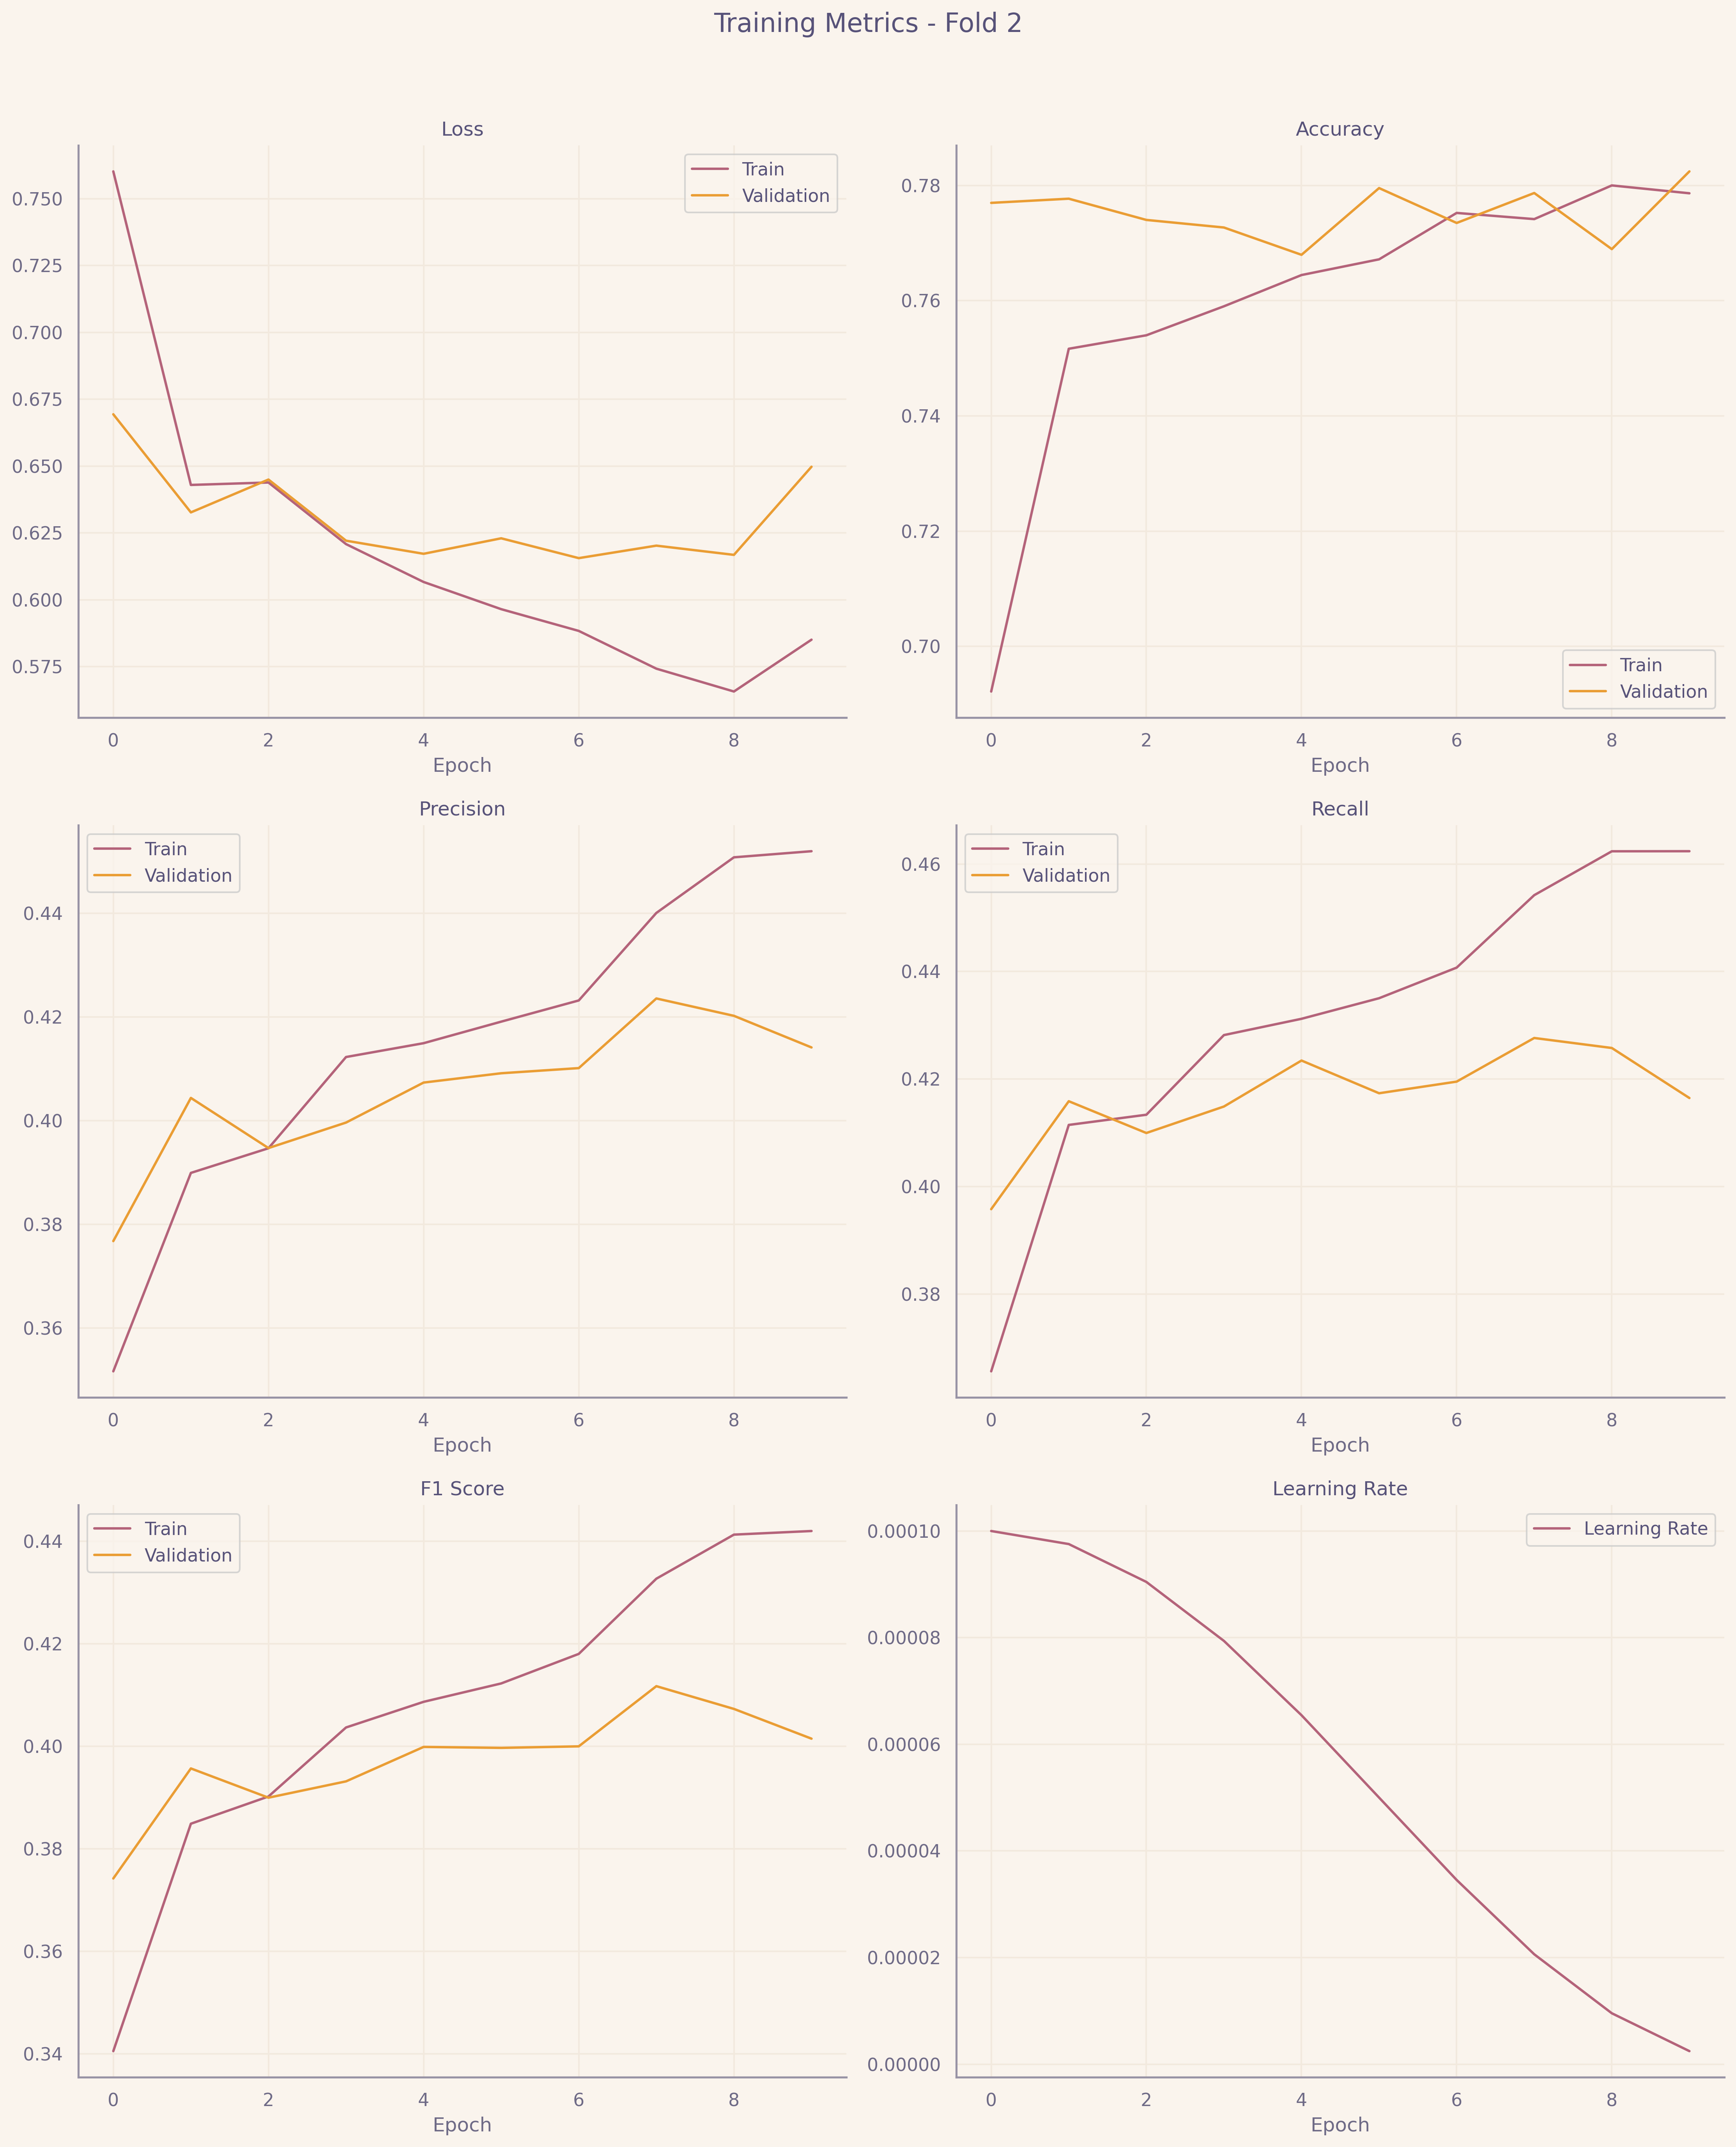 Training Metrics - Fold 2
Loss
Train
Validation
0.750
0.725
0.700
0.675
0.650
0.625
0.600
0.575
0 2 4 6 8
Epoch
Accuracy
0.78
0.76
0.74
0.72
0.70
Train
Validation
0 2 4 6 8
Epoch
Precision
Train
Validation
0.44
0.42
0.40
0.38
0.36
0 2 4 6 8
Epoch
Recall
Train
Validation
0.46
0.44
0.42
0.40
0.38
0 2 4 6 8
Epoch
F1 Score
Train
Validation
0.44
0.42
0.40
0.38
0.36
0.34
0 2 4 6 8
Epoch
Learning Rate
Learning Rate
0.00010
0.00008
0.00006
0.00004
0.00002
0.00000
0 2 4 6 8
Epoch